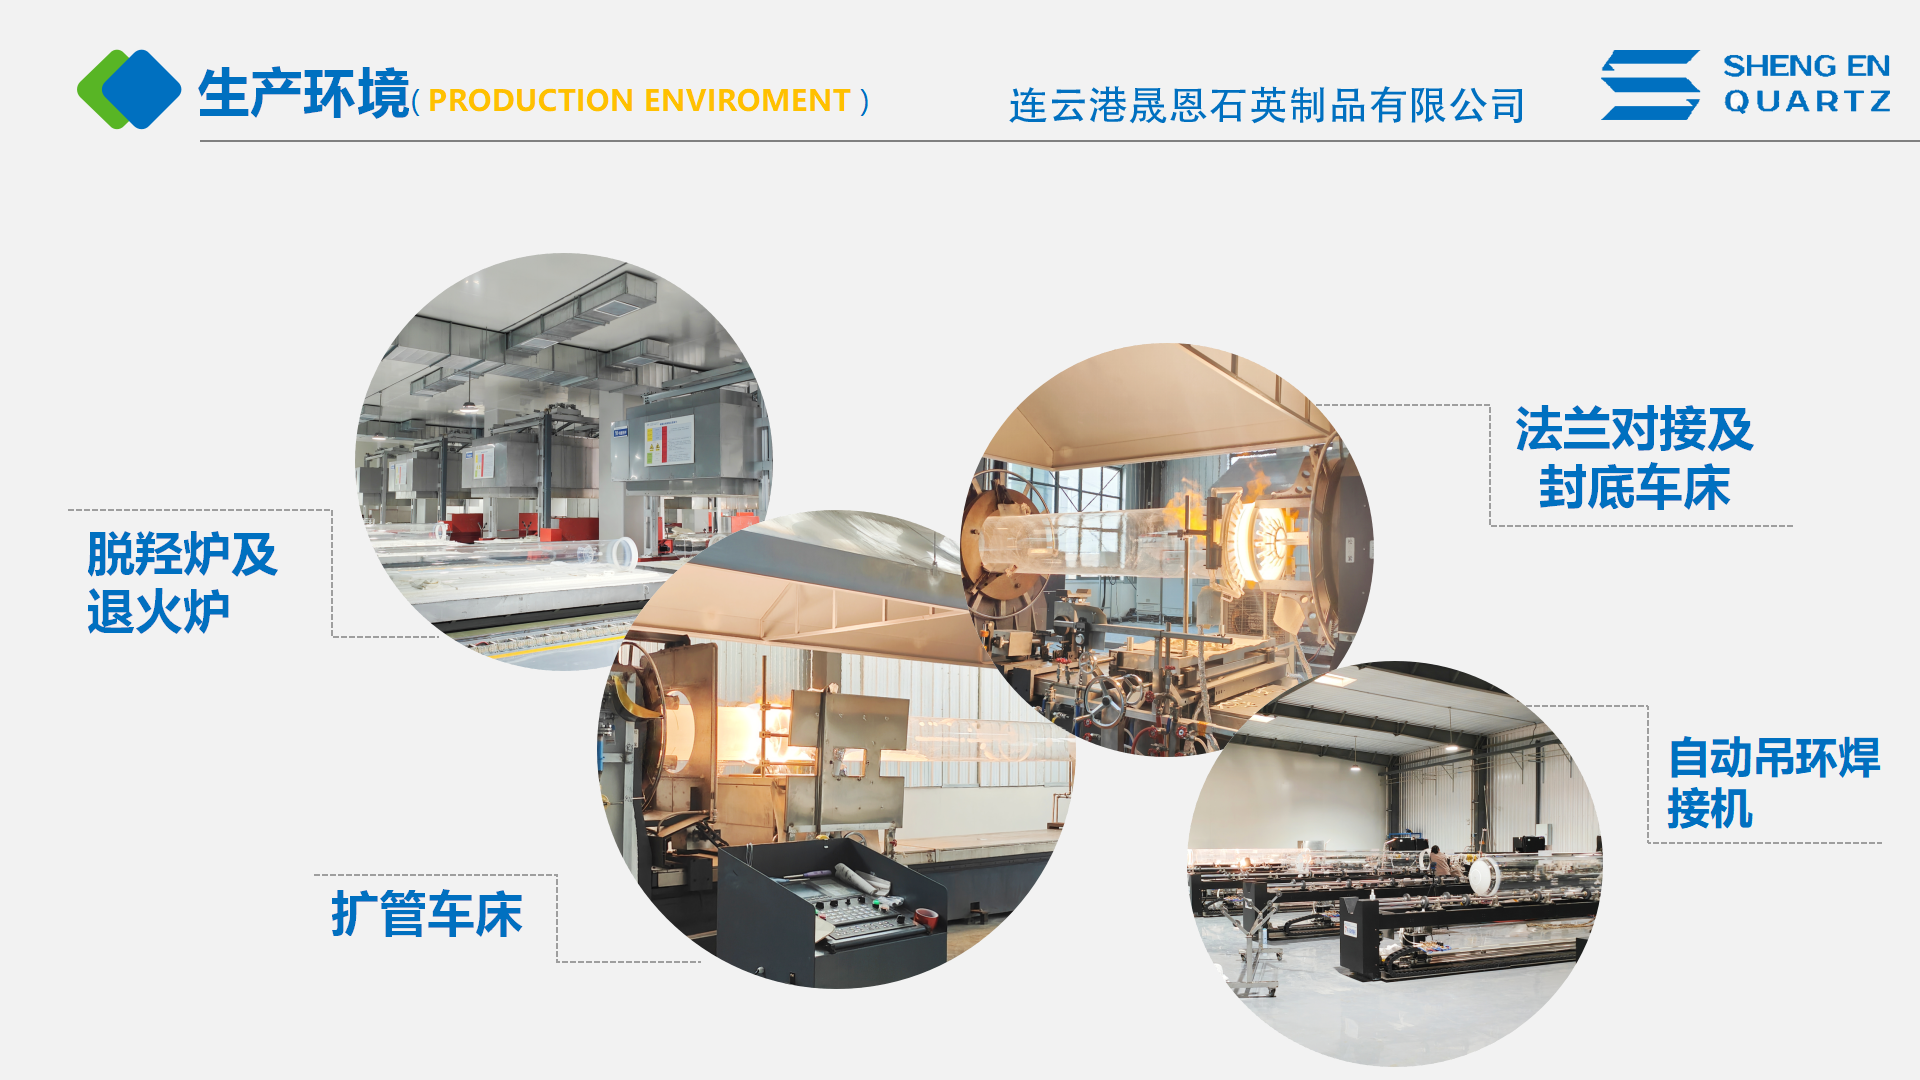 生产环境( PRODUCTION ENVIROMENT )
连云港晟恩石英制品有限公司
SHENG EN
QUARTZ
脱羟炉及
退火炉
扩管车床
法兰对接及
封底车床
自动吊环焊
接机